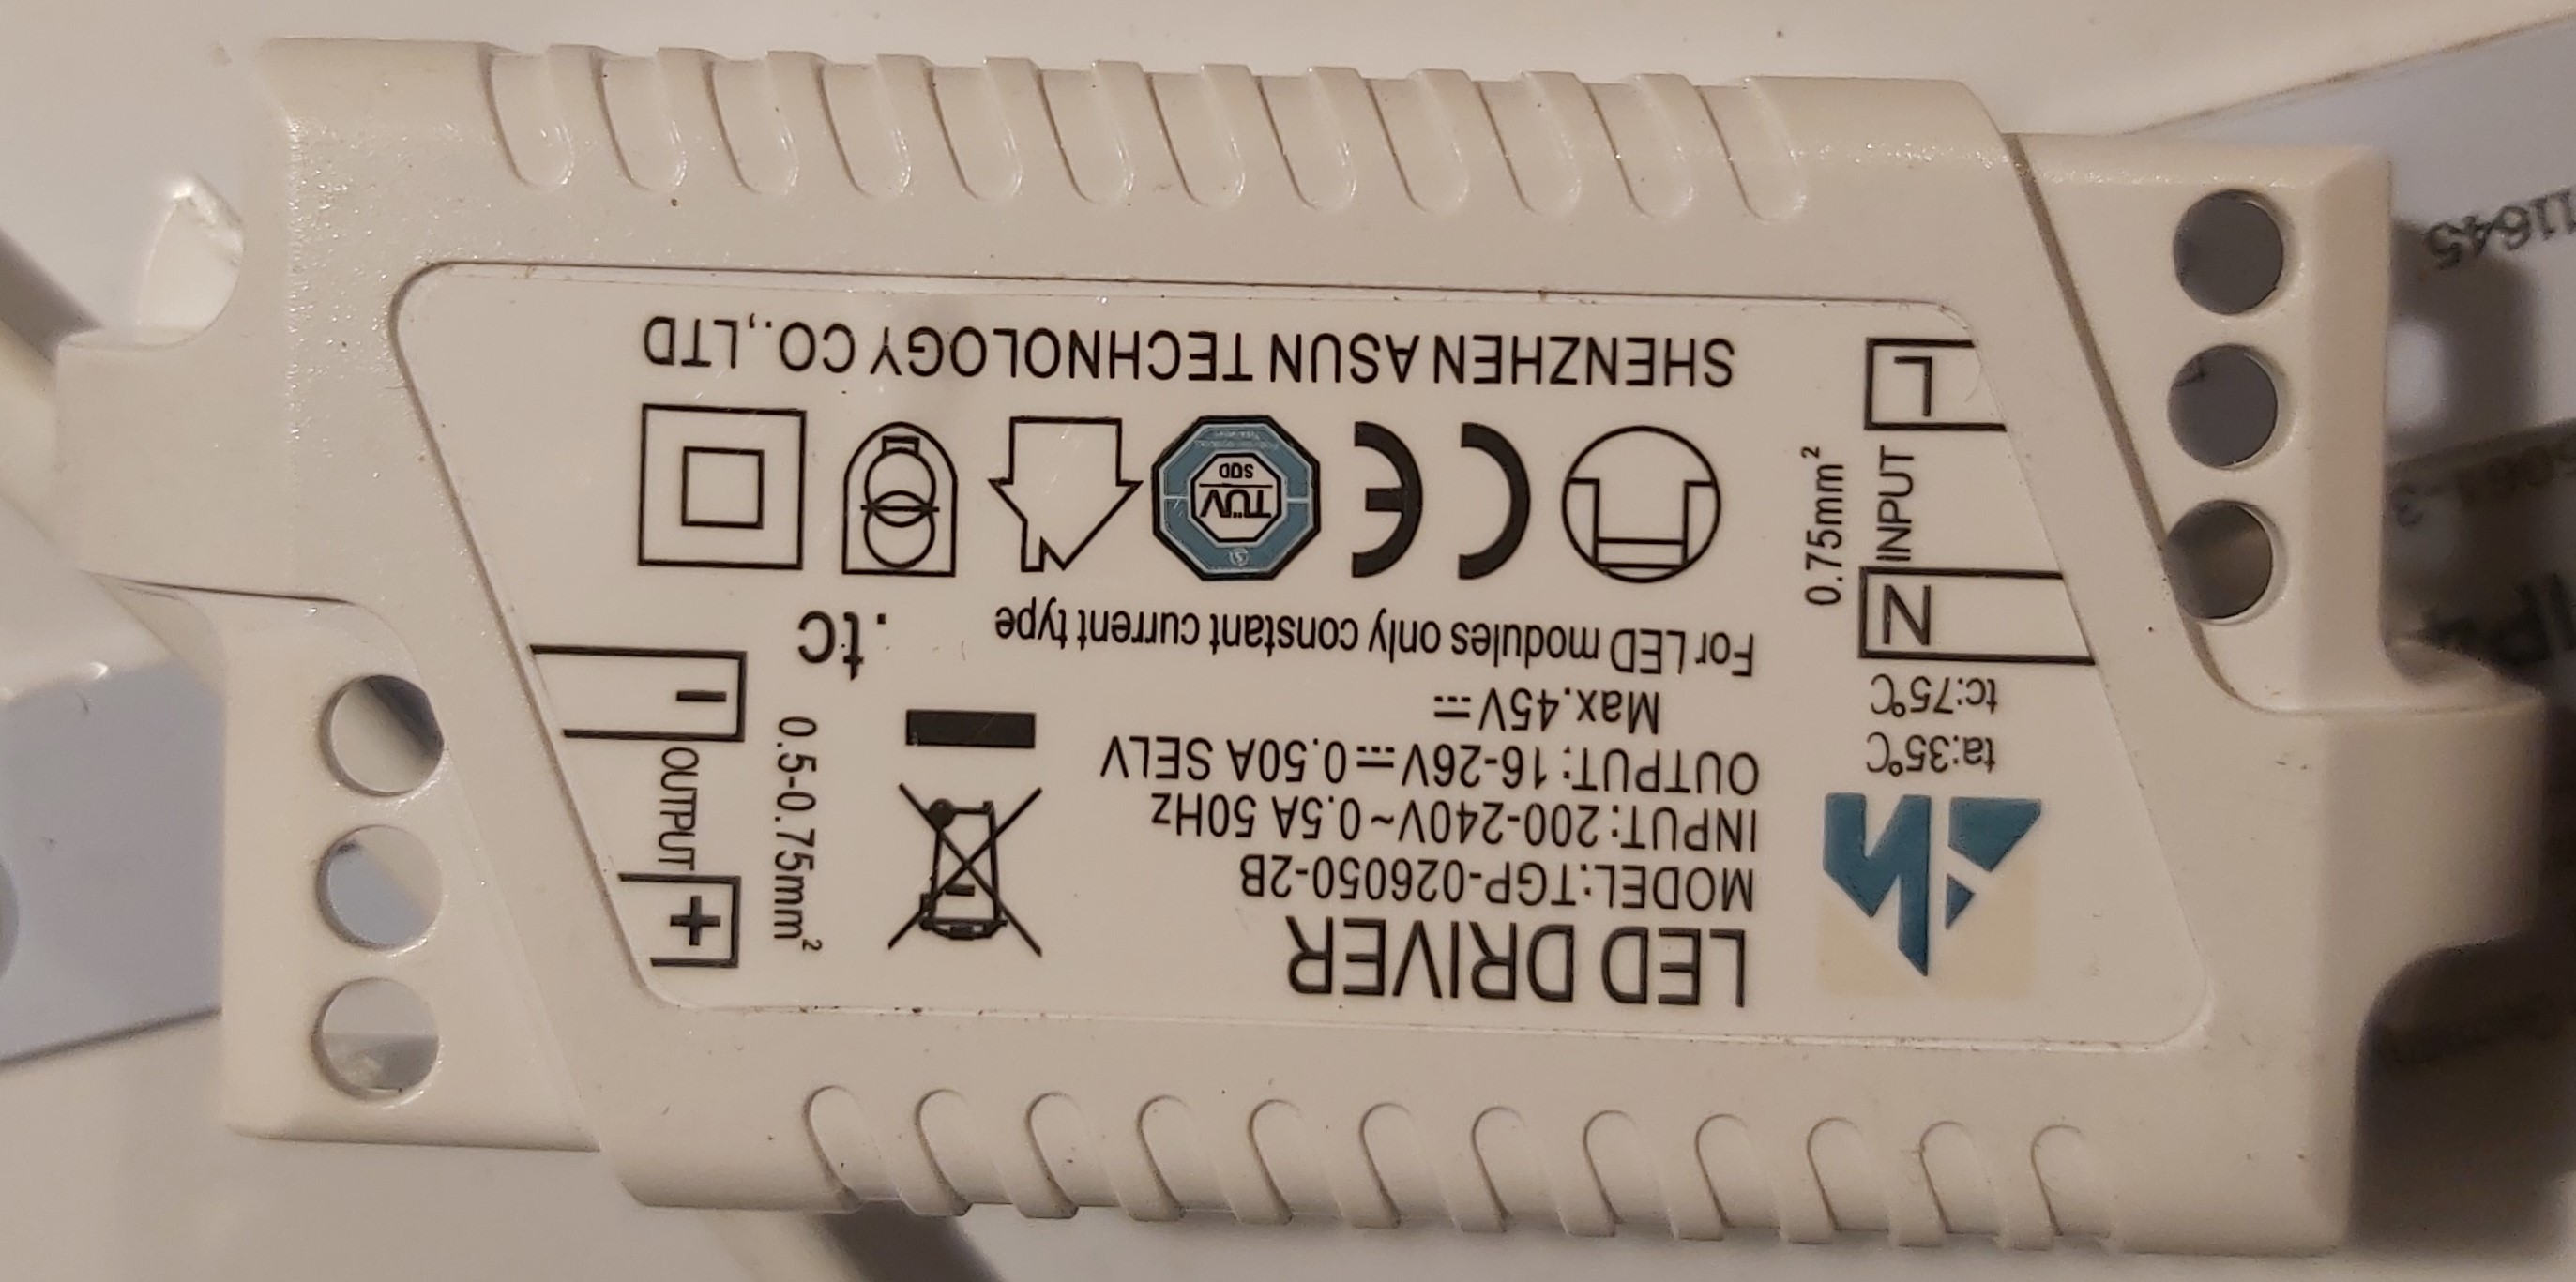 LED DRIVER
MODEL:TGP-026050-2B
INPUT: 200-240V~0.5A 50Hz
OUTPUT: 16-26V⎓0.50A SELV
Max.45V⎓
For LED modules only constant current type
ta:35℃
tc:75℃
N
INPUT
L
0.75mm²
+
OUTPUT
-
0.5-0.75mm²
.tc
CE
TÜV
SÜD
SHENZHEN ASUN TECHNOLOGY CO.,LTD
11645